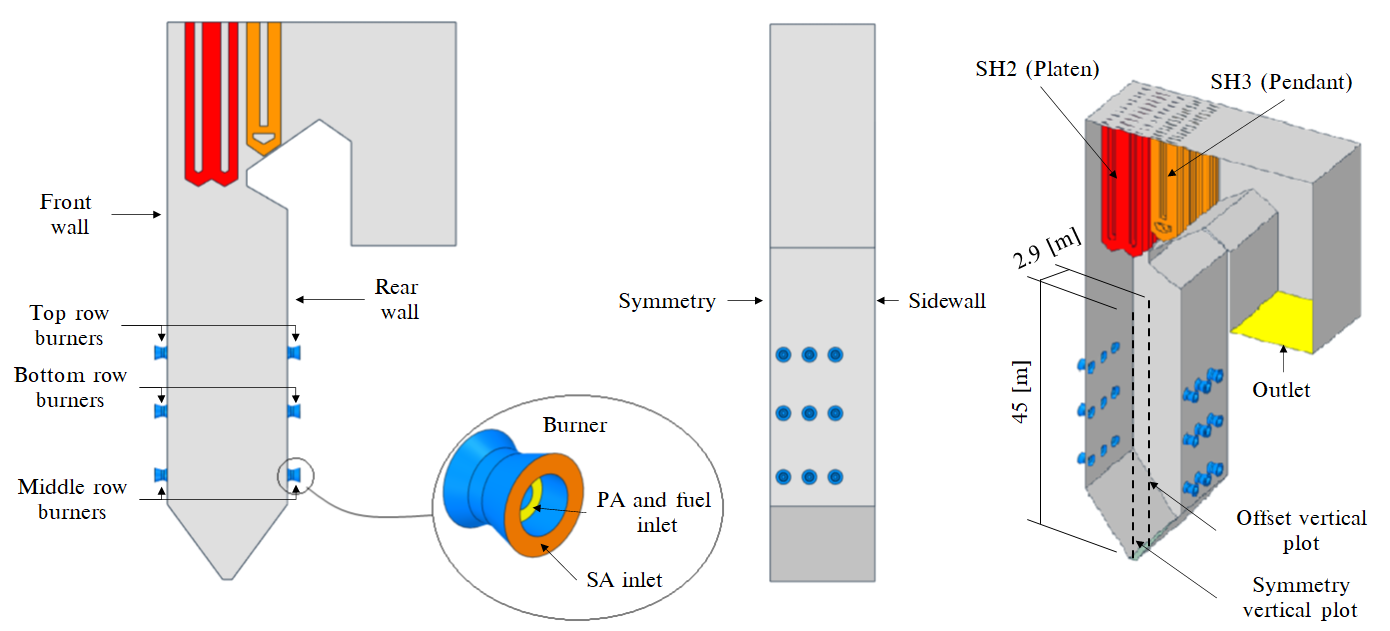 Front
wall
Rear
wall
Top row
burners
Bottom row
burners
Middle row
burners
Burner
PA and fuel
inlet
SA inlet
Symmetry
Sidewall
SH2 (Platen)
SH3 (Pendant)
2.9 [m]
45 [m]
Outlet
Offset vertical
plot
Symmetry
vertical plot